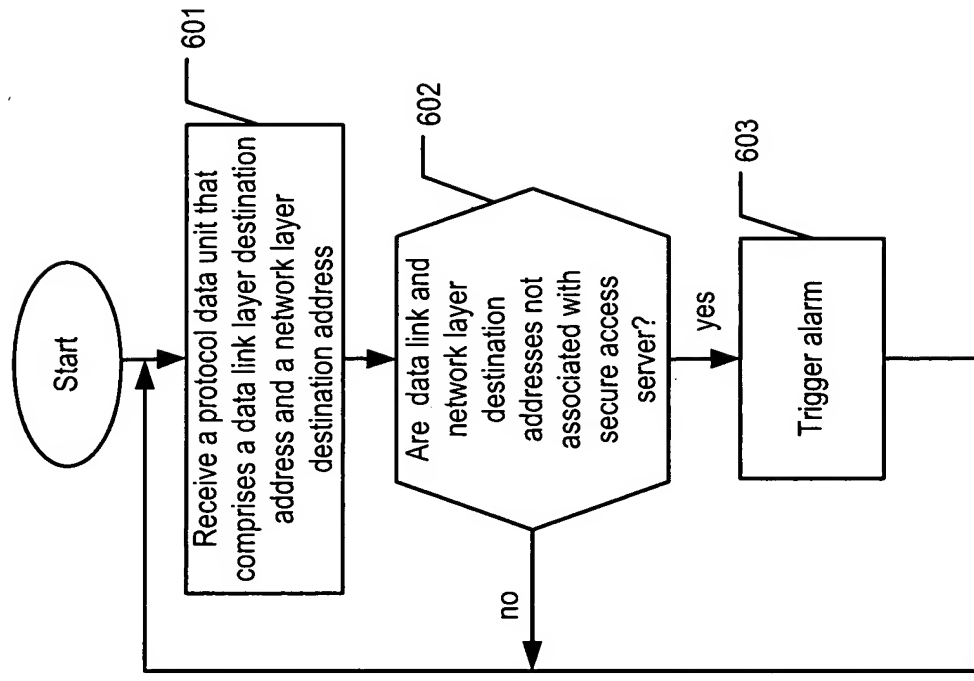 Start
Receive a protocol data unit that
comprises a data link layer destination
address and a network layer
destination address
601
Are data link and
network layer
destination
addresses not
associated with
secure access
server?
602
no
yes
Trigger alarm
603